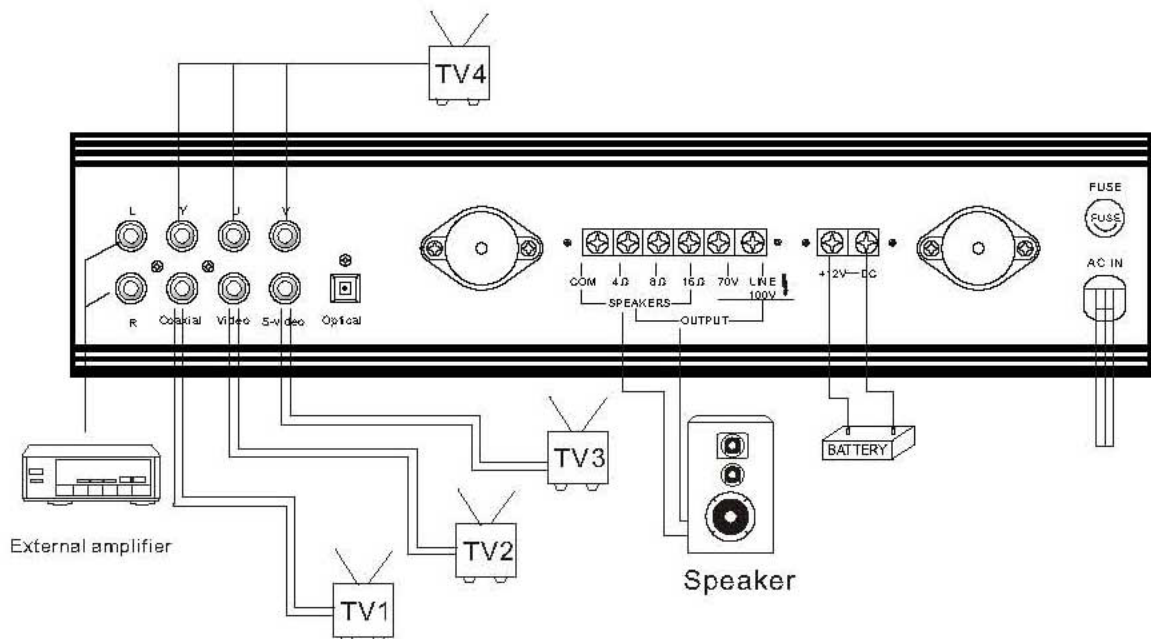 TV4
FUSE
L Y U V
FUSE
AC IN
COM 4Ω 8Ω 16Ω 70V LINE 100V
+12V DC
SPEAKERS
OUTPUT
R Coaxial Video S-video Optical
TV3
BATTERY
External amplifier
TV2
Speaker
TV1